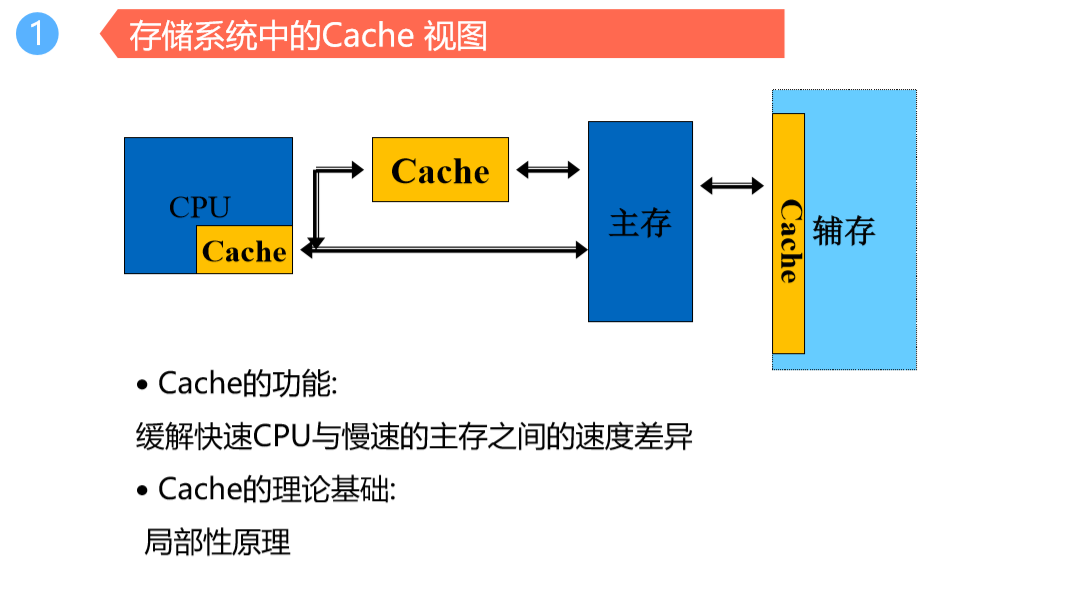 1
存储系统中的Cache 视图
CPU
Cache
Cache
主存
Cache
辅存
• Cache的功能:
缓解快速CPU与慢速的主存之间的速度差异
• Cache的理论基础:
局部性原理